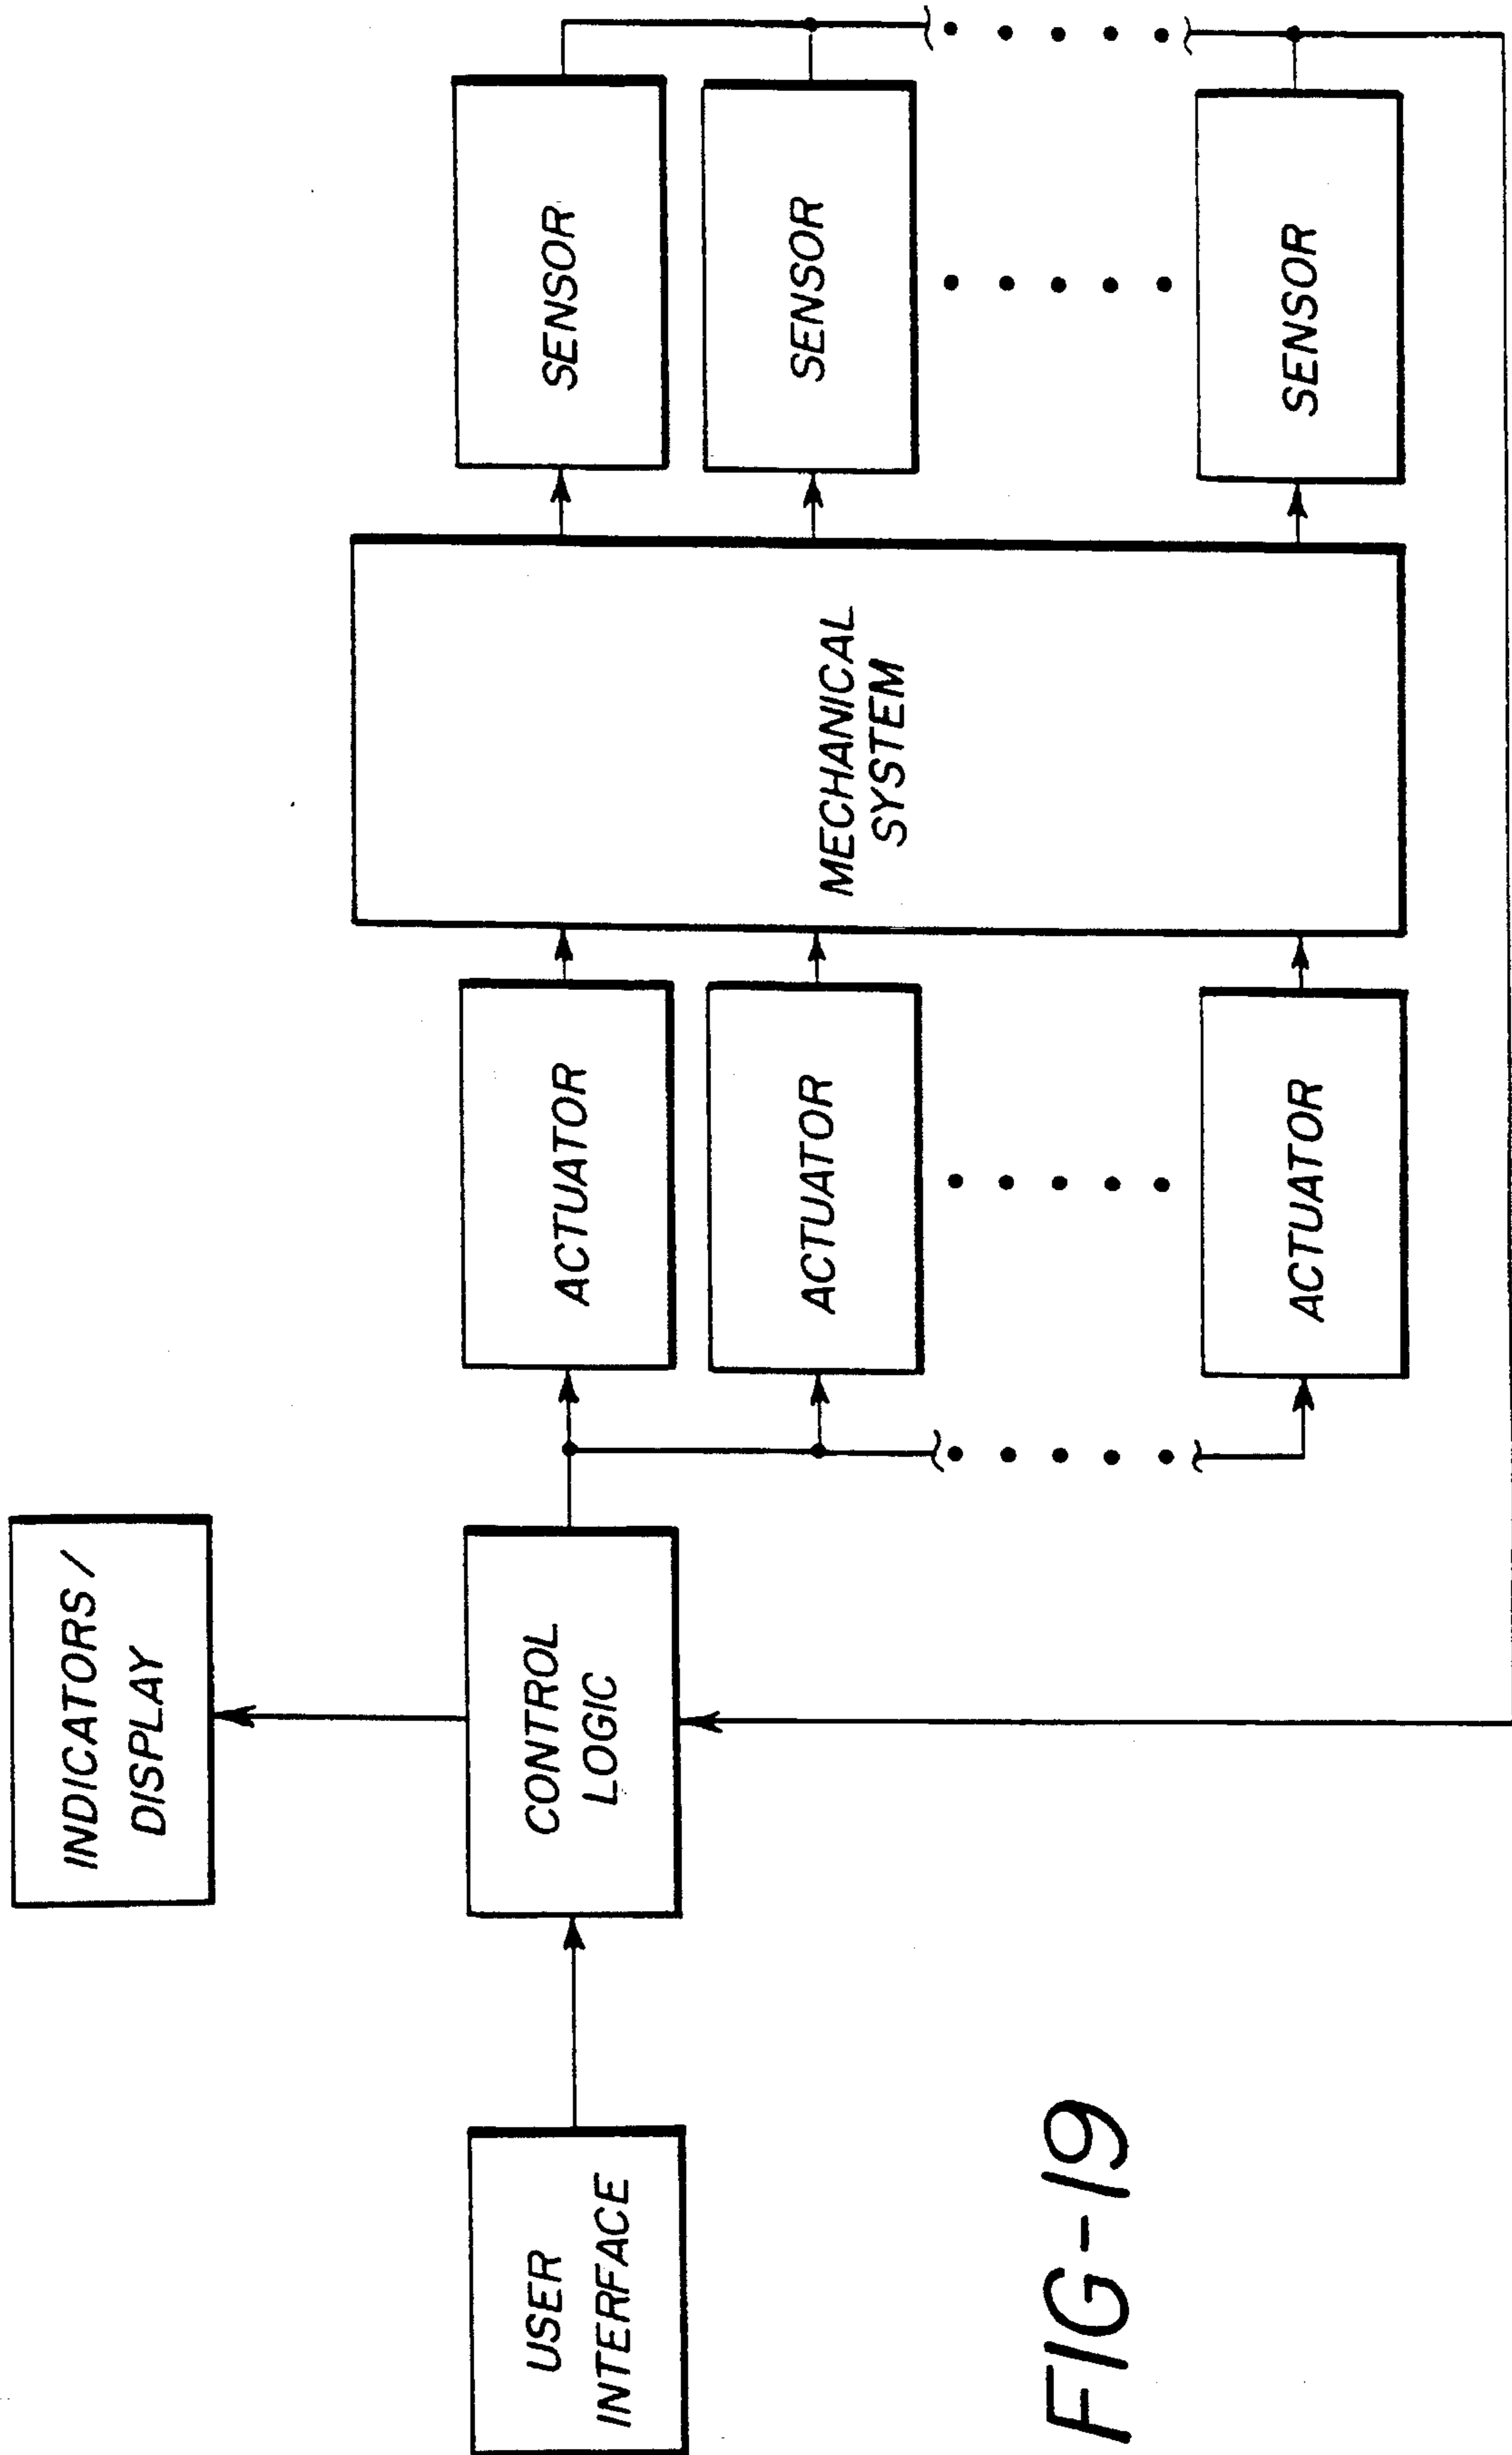 INDICATORS /
DISPLAY
USER
INTERFACE
CONTROL
LOGIC
ACTUATOR
ACTUATOR
ACTUATOR
MECHANICAL
SYSTEM
SENSOR
SENSOR
SENSOR
FIG-19